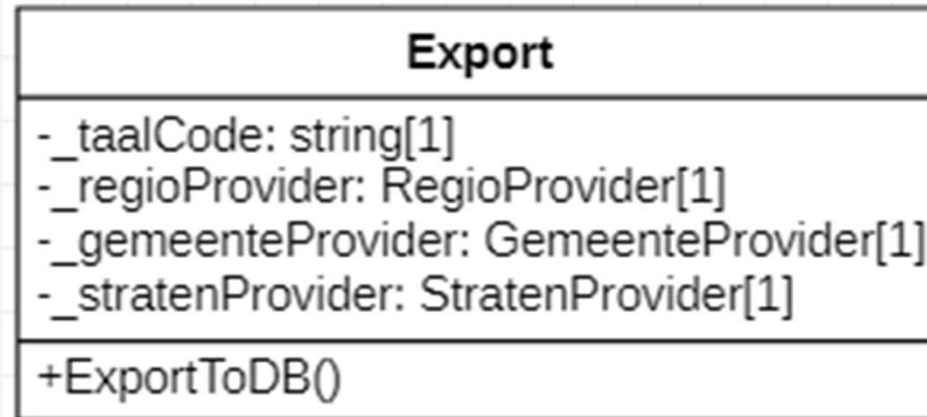 Export
-_taalCode: string[1]
-_regioProvider: RegioProvider[1]
-_gemeenteProvider: GemeenteProvider[1]
-_stratenProvider: StratenProvider[1]
+ExportToDB()